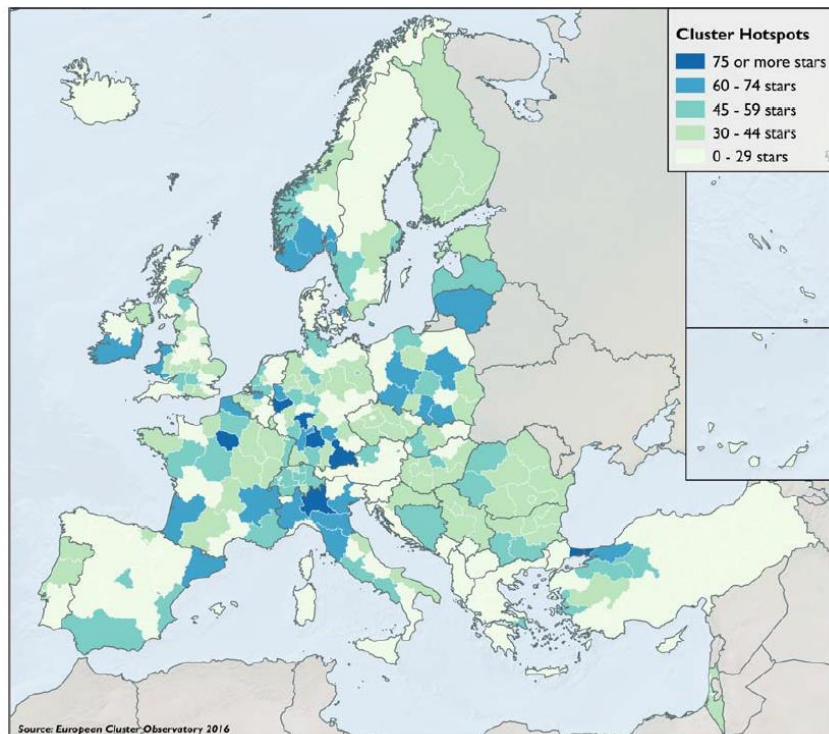 Cluster Hotspots
75 or more stars
60 - 74 stars
45 - 59 stars
30 - 44 stars
0 - 29 stars
Source: European Cluster Observatory 2016